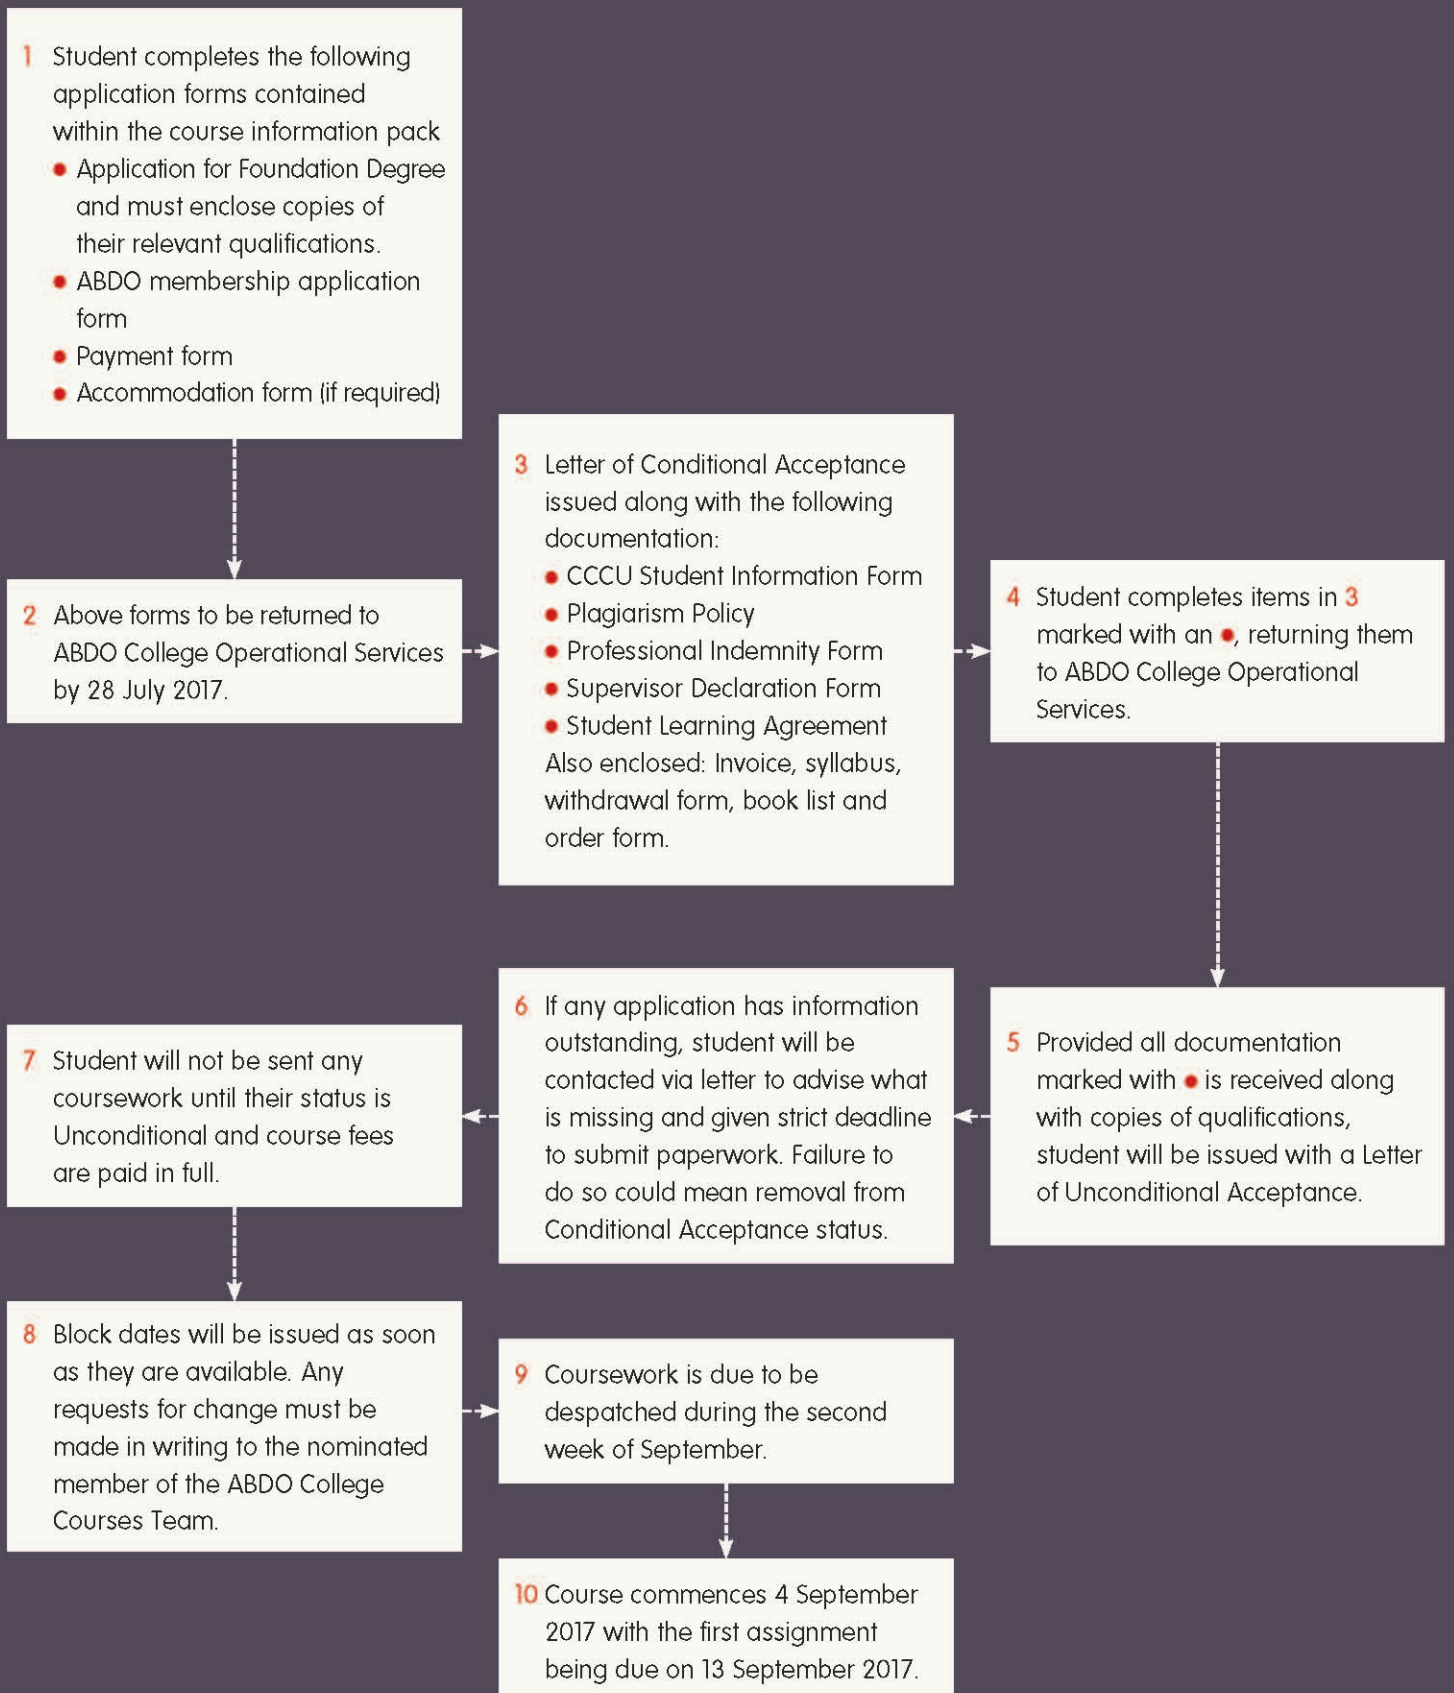 1 Student completes the following
application forms contained
within the course information pack
● Application for Foundation Degree
and must enclose copies of
their relevant qualifications.
● ABDO membership application
form
● Payment form
● Accommodation form (if required)
2 Above forms to be returned to
ABDO College Operational Services
by 28 July 2017.
3 Letter of Conditional Acceptance
issued along with the following
documentation:
● CCCU Student Information Form
● Plagiarism Policy
● Professional Indemnity Form
● Supervisor Declaration Form
● Student Learning Agreement
Also enclosed: Invoice, syllabus,
withdrawal form, book list and
order form.
4 Student completes items in 3
marked with an ●, returning them
to ABDO College Operational
Services.
5 Provided all documentation
marked with ● is received along
with copies of qualifications,
student will be issued with a Letter
of Unconditional Acceptance.
6 If any application has information
outstanding, student will be
contacted via letter to advise what
is missing and given strict deadline
to submit paperwork. Failure to
do so could mean removal from
Conditional Acceptance status.
7 Student will not be sent any
coursework until their status is
Unconditional and course fees
are paid in full.
8 Block dates will be issued as soon
as they are available. Any
requests for change must be
made in writing to the nominated
member of the ABDO College
Courses Team.
9 Coursework is due to be
despatched during the second
week of September.
10 Course commences 4 September
2017 with the first assignment
being due on 13 September 2017.